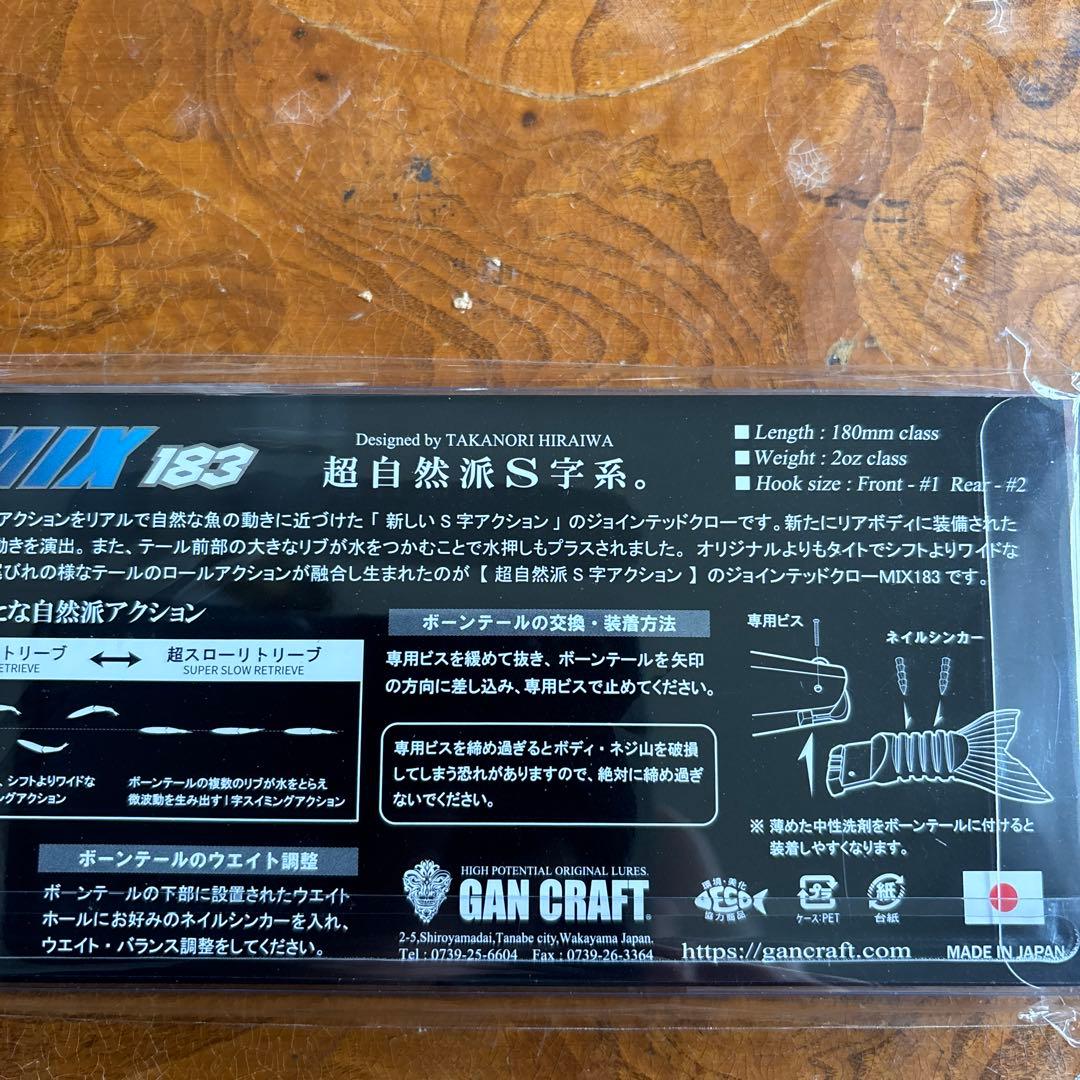 MIX 183
Designed by TAKANORI HIRAIWA
超自然派S字系。
■ Length : 180mm class
■ Weight : 2oz class
■ Hook size : Front - #1 Rear - #2
アクションをリアルで自然な魚の動きに近づけた「 新しいS字アクション 」のジョインテッドクローです。新たにリアボディに装備された
動きを演出。また、テール前部の大きなリブが水をつかむことで水押しもプラスされました。 オリジナルよりもタイトでシフトよりワイドな
尾びれの様なテールのロールアクションが融合し生まれたのが【 超自然派S字アクション 】のジョインテッドクローMIX183です。
たな自然派アクション
トリーブ
ETRIEVE
超スローリトリーブ
SUPER SLOW RETRIEVE
、シフトよりワイドな
ングアクション
ボーンテールの複数のリブが水をとらえ
微波動を生み出すI字スイミングアクション
ボーンテールのウエイト調整
ボーンテールの下部に設置されたウエイト
ホールにお好みのネイルシンカーを入れ、
ウエイト・バランス調整をしてください。
ボーンテールの交換・装着方法
専用ビスを緩めて抜き、ボーンテールを矢印
の方向に差し込み、専用ビスで止めてください。
専用ビスを締め過ぎるとボディ・ネジ山を破損
してしまう恐れがありますので、絶対に締め過ぎ
ないでください。
専用ビス
ネイルシンカー
※ 薄めた中性洗剤をボーンテールに付けると
装着しやすくなります。
HIGH POTENTIAL ORIGINAL LURES.
GAN CRAFT®
2-5,Shiroyamadai,Tanabe city,Wakayama Japan.
Tel : 0739-25-6604 Fax : 0739-26-3364
環境・美化
ECO
協力商品
PET
ケース:PET
紙
台紙
https://gancraft.com
MADE IN JAPAN